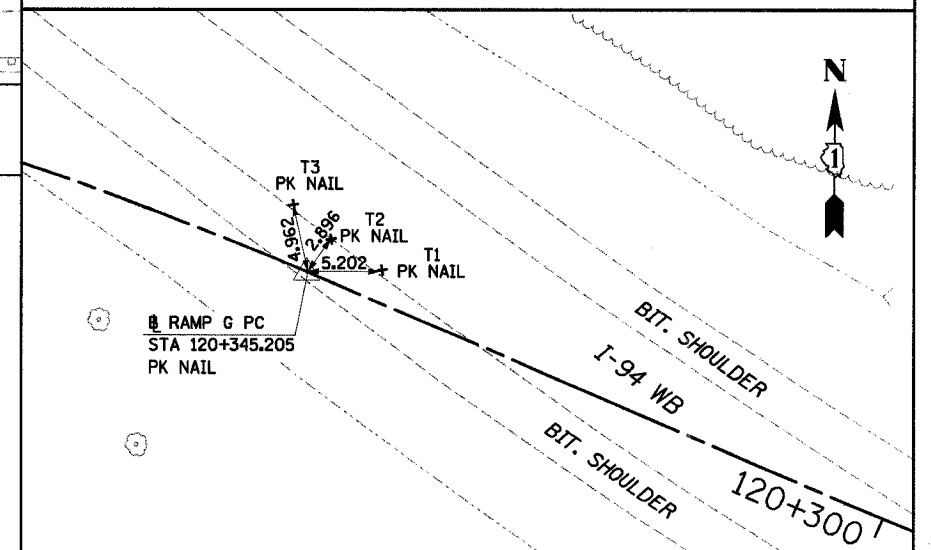 N
1
T3
PK NAIL
4.962
2.896
T2
PK NAIL
5.202
T1
PK NAIL
BL RAMP G PC
STA 120+345.205
PK NAIL
BIT. SHOULDER
I-94 WB
BIT. SHOULDER
120+300